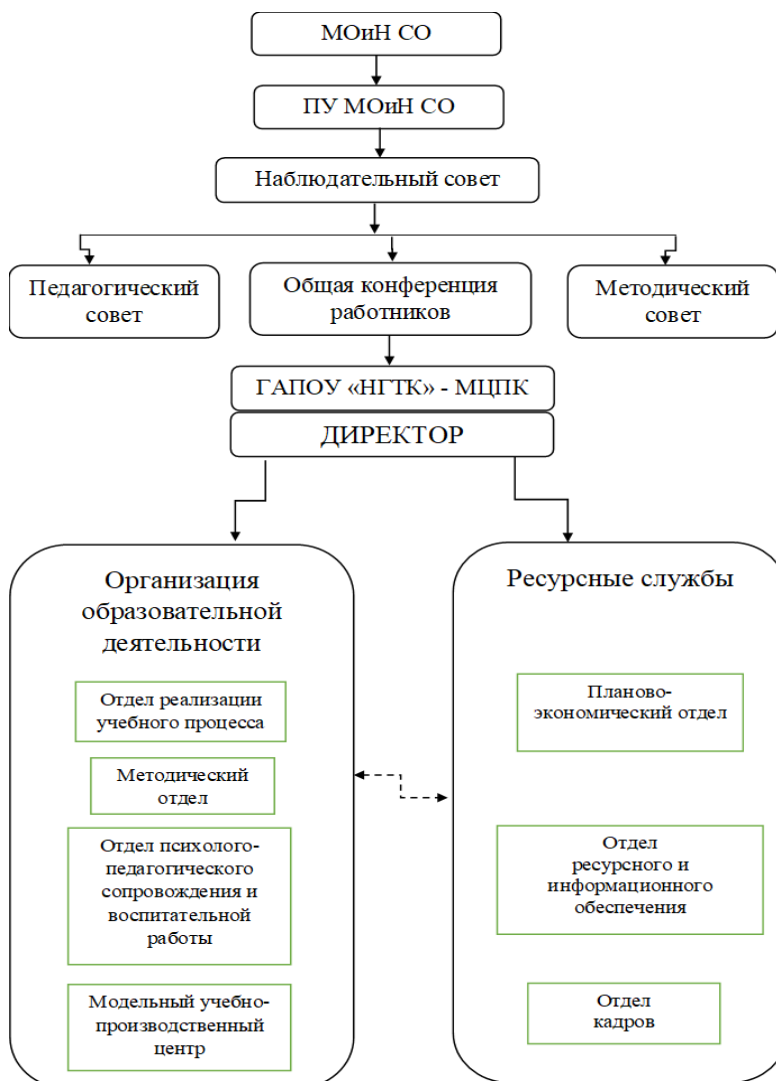 МОиН СО
ПУ МОиН СО
Наблюдательный совет
Педагогический
совет
Общая конференция
работников
Методический
совет
ГАПОУ «НГТК» - МЦПК
ДИРЕКТОР
Организация
образовательной
деятельности
Отдел реализации
учебного процесса
Методический
отдел
Отдел психолого-
педагогического
сопровождения и
воспитательной
работы
Модельный учебно-
производственный
центр
Ресурсные службы
Планово-
экономический отдел
Отдел
ресурсного и
информационного
обеспечения
Отдел
кадров